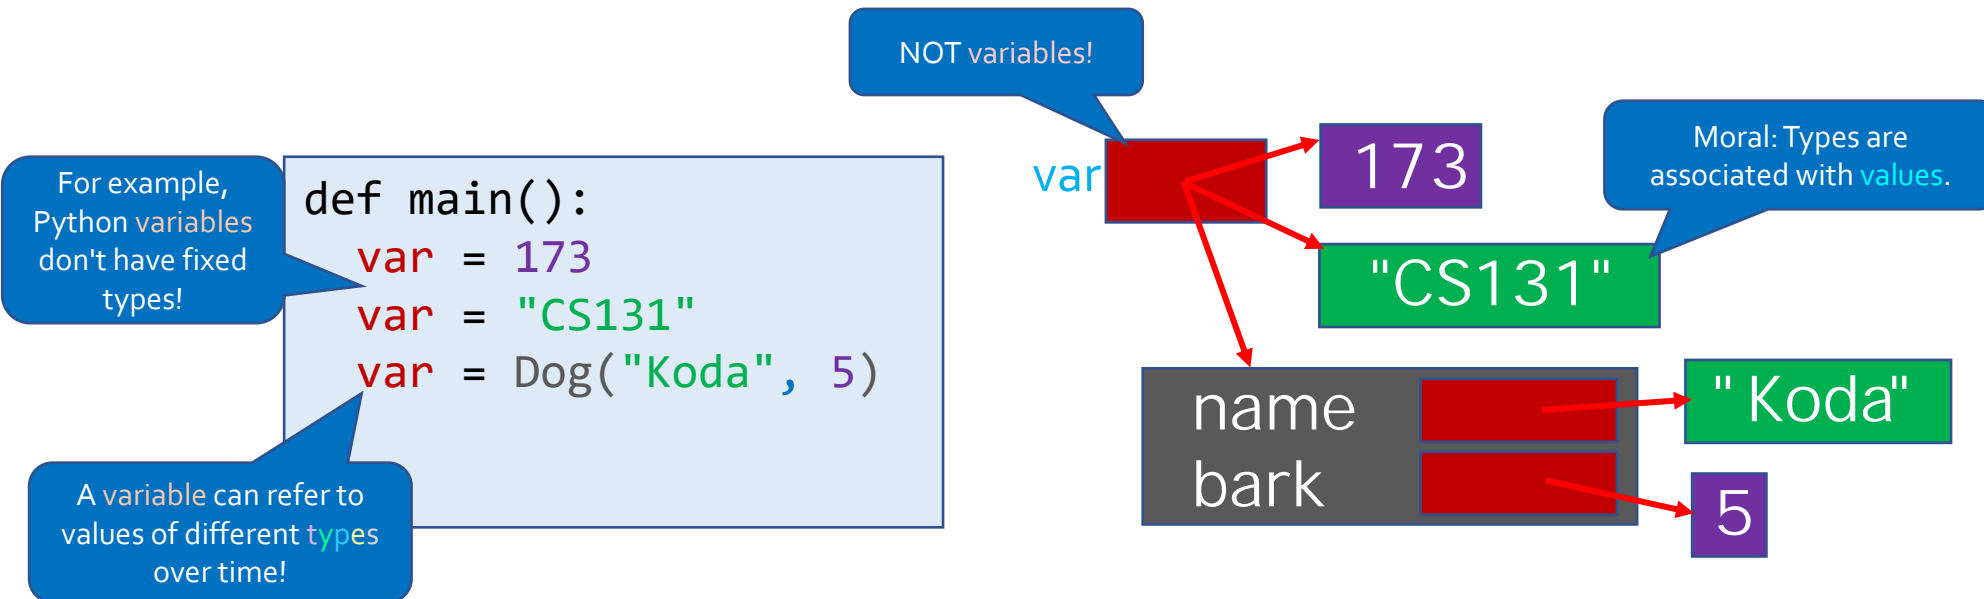 NOT variables!
For example,
Python variables
don't have fixed
types!
def main():
var = 173
var = "CS131"
var = Dog("Koda", 5)
A variable can refer to
values of different types
over time!
var
173
"CS131"
Moral: Types are
associated with values.
name
bark
"Koda"
5